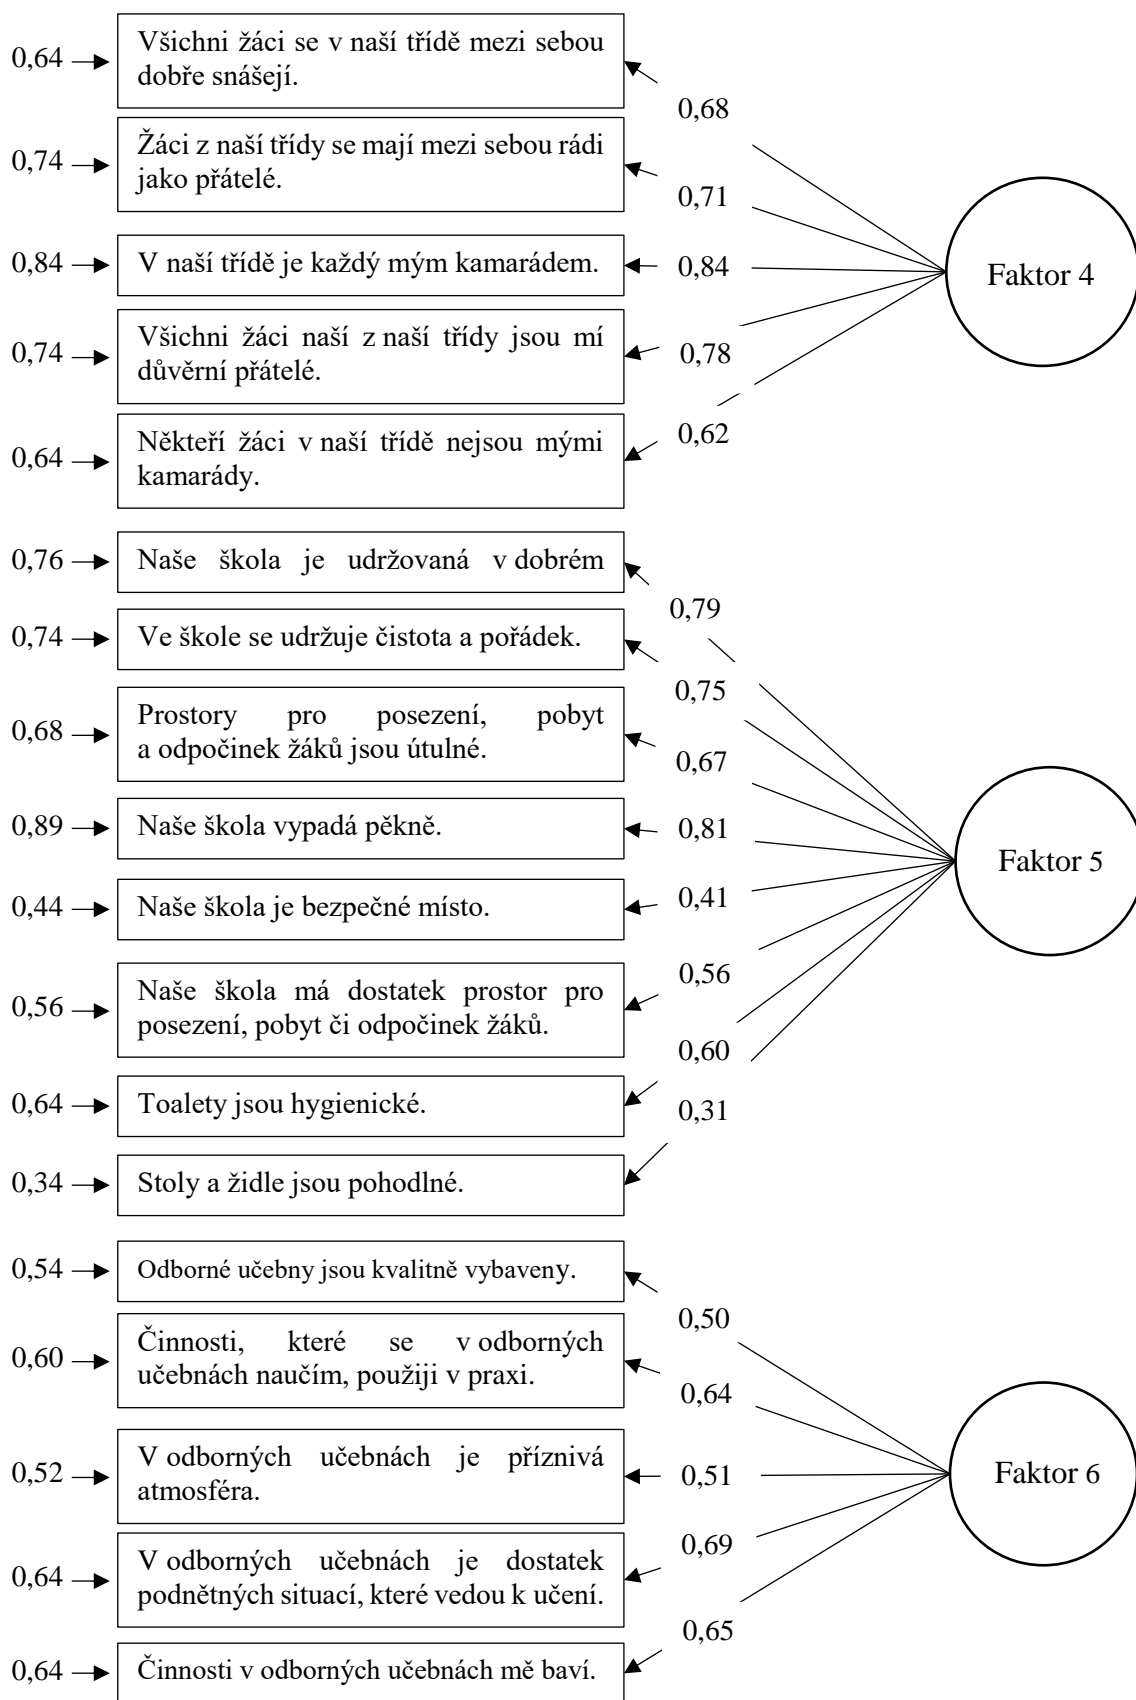 0,64
Všichni žáci se v naší třídě mezi sebou
dobře snášejí.
0,68
0,74
Žáci z naší třídy se mají mezi sebou rádi
jako přátelé.
0,71
0,84
V naší třídě je každý mým kamarádem.
0,84
Faktor 4
0,74
Všichni žáci naší z naší třídy jsou mí
důvěrní přátelé.
0,78
0,64
Někteří žáci v naší třídě nejsou mými
kamarády.
0,62
0,76
Naše škola je udržovaná v dobrém
0,79
0,74
Ve škole se udržuje čistota a pořádek.
0,75
0,68
Prostory pro posezení, pobyt
a odpočinek žáků jsou útulné.
0,67
0,89
Naše škola vypadá pěkně.
0,81
Faktor 5
0,44
Naše škola je bezpečné místo.
0,41
0,56
Naše škola má dostatek prostor pro
posezení, pobyt či odpočinek žáků.
0,56
0,64
Toalety jsou hygienické.
0,60
0,34
Stoly a židle jsou pohodlné.
0,31
0,54
Odborné učebny jsou kvalitně vybaveny.
0,50
0,60
Činnosti, které se v odborných
učebnách naučím, použiji v praxi.
0,64
0,52
V odborných učebnách je příznivá
atmosféra.
0,51
Faktor 6
0,64
V odborných učebnách je dostatek
podnětných situací, které vedou k učení.
0,69
0,64
Činnosti v odborných učebnách mě baví.
0,65